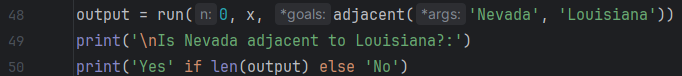 48 output = run(n: 0, x, *goals: adjacent(*args: 'Nevada', 'Louisiana'))
49 print('\nIs Nevada adjacent to Louisiana?:')
50 print('Yes' if len(output) else 'No')